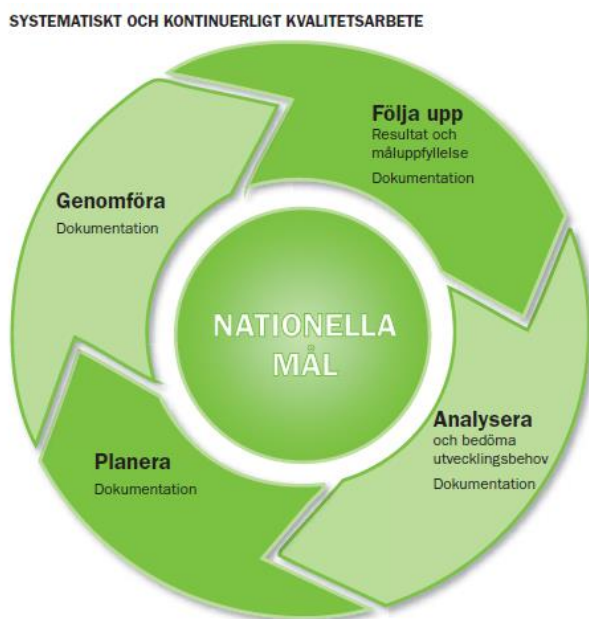 SYSTEMATISKT OCH KONTINUERLIGT KVALITETSARBETE
Följa upp
Resultat och
måluppfyllelse
Dokumentation
Genomföra
Dokumentation
NATIONELLA
MÅL
Analysera
och bedöma
utvecklingsbehov
Dokumentation
Planera
Dokumentation